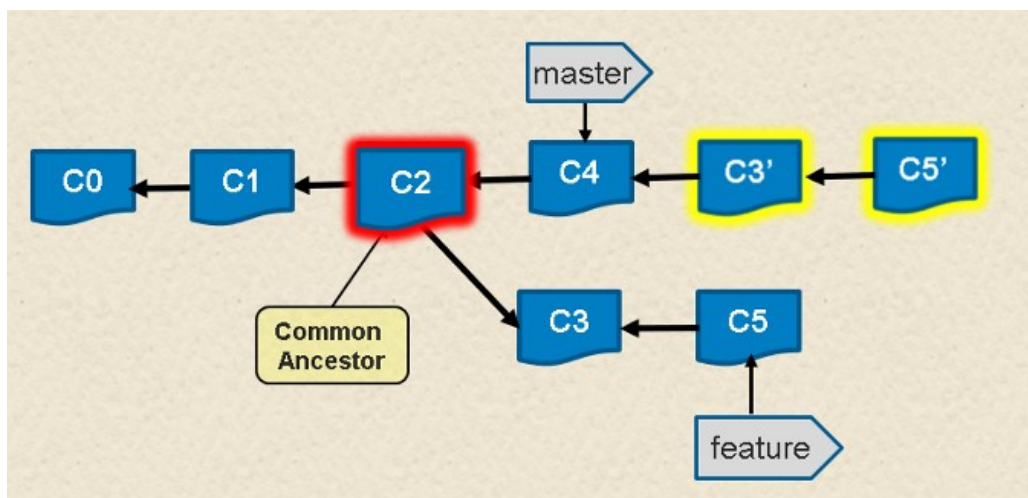 master
C0
C1
C2
C4
C3’
C5’
Common
Ancestor
C3
C5
feature